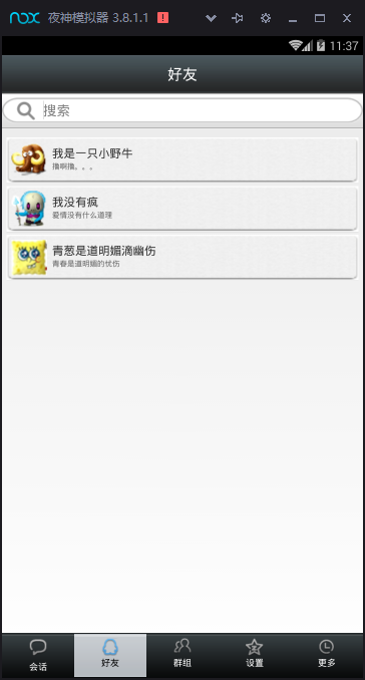 nox 夜神模拟器 3.8.1.1
11:37
好友
搜索
我是一只小野牛
撸啊撸。。。
我没有疯
爱情没有什么道理
青葱是道明媚滴幽伤
青春是道明媚的忧伤
会话
好友
群组
设置
更多